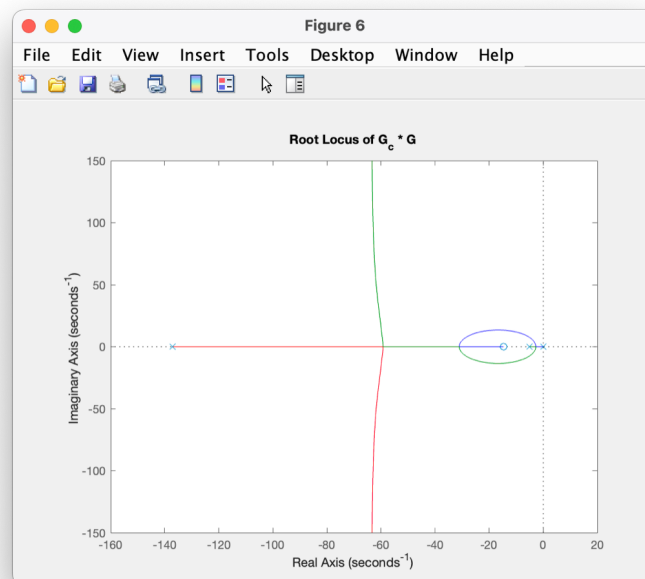 Figure 6
File Edit View Insert Tools Desktop Window Help
Root Locus of G_c * G
150
100
50
0
-50
-100
-150
Imaginary Axis (seconds⁻¹)
-160 -140 -120 -100 -80 -60 -40 -20 0 20
Real Axis (seconds⁻¹)